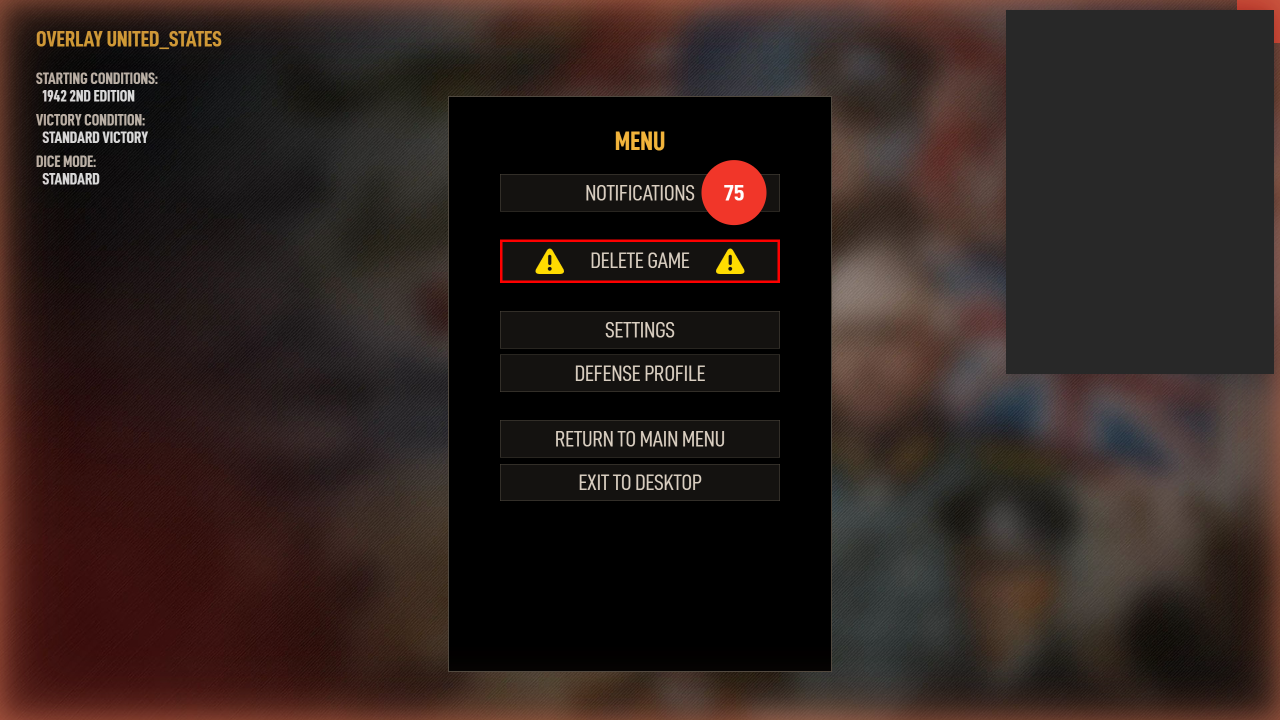 OVERLAY UNITED_STATES
STARTING CONDITIONS:
1942 2ND EDITION
VICTORY CONDITION:
STANDARD VICTORY
DICE MODE:
STANDARD
MENU
NOTIFICATIONS 75
DELETE GAME
SETTINGS
DEFENSE PROFILE
RETURN TO MAIN MENU
EXIT TO DESKTOP